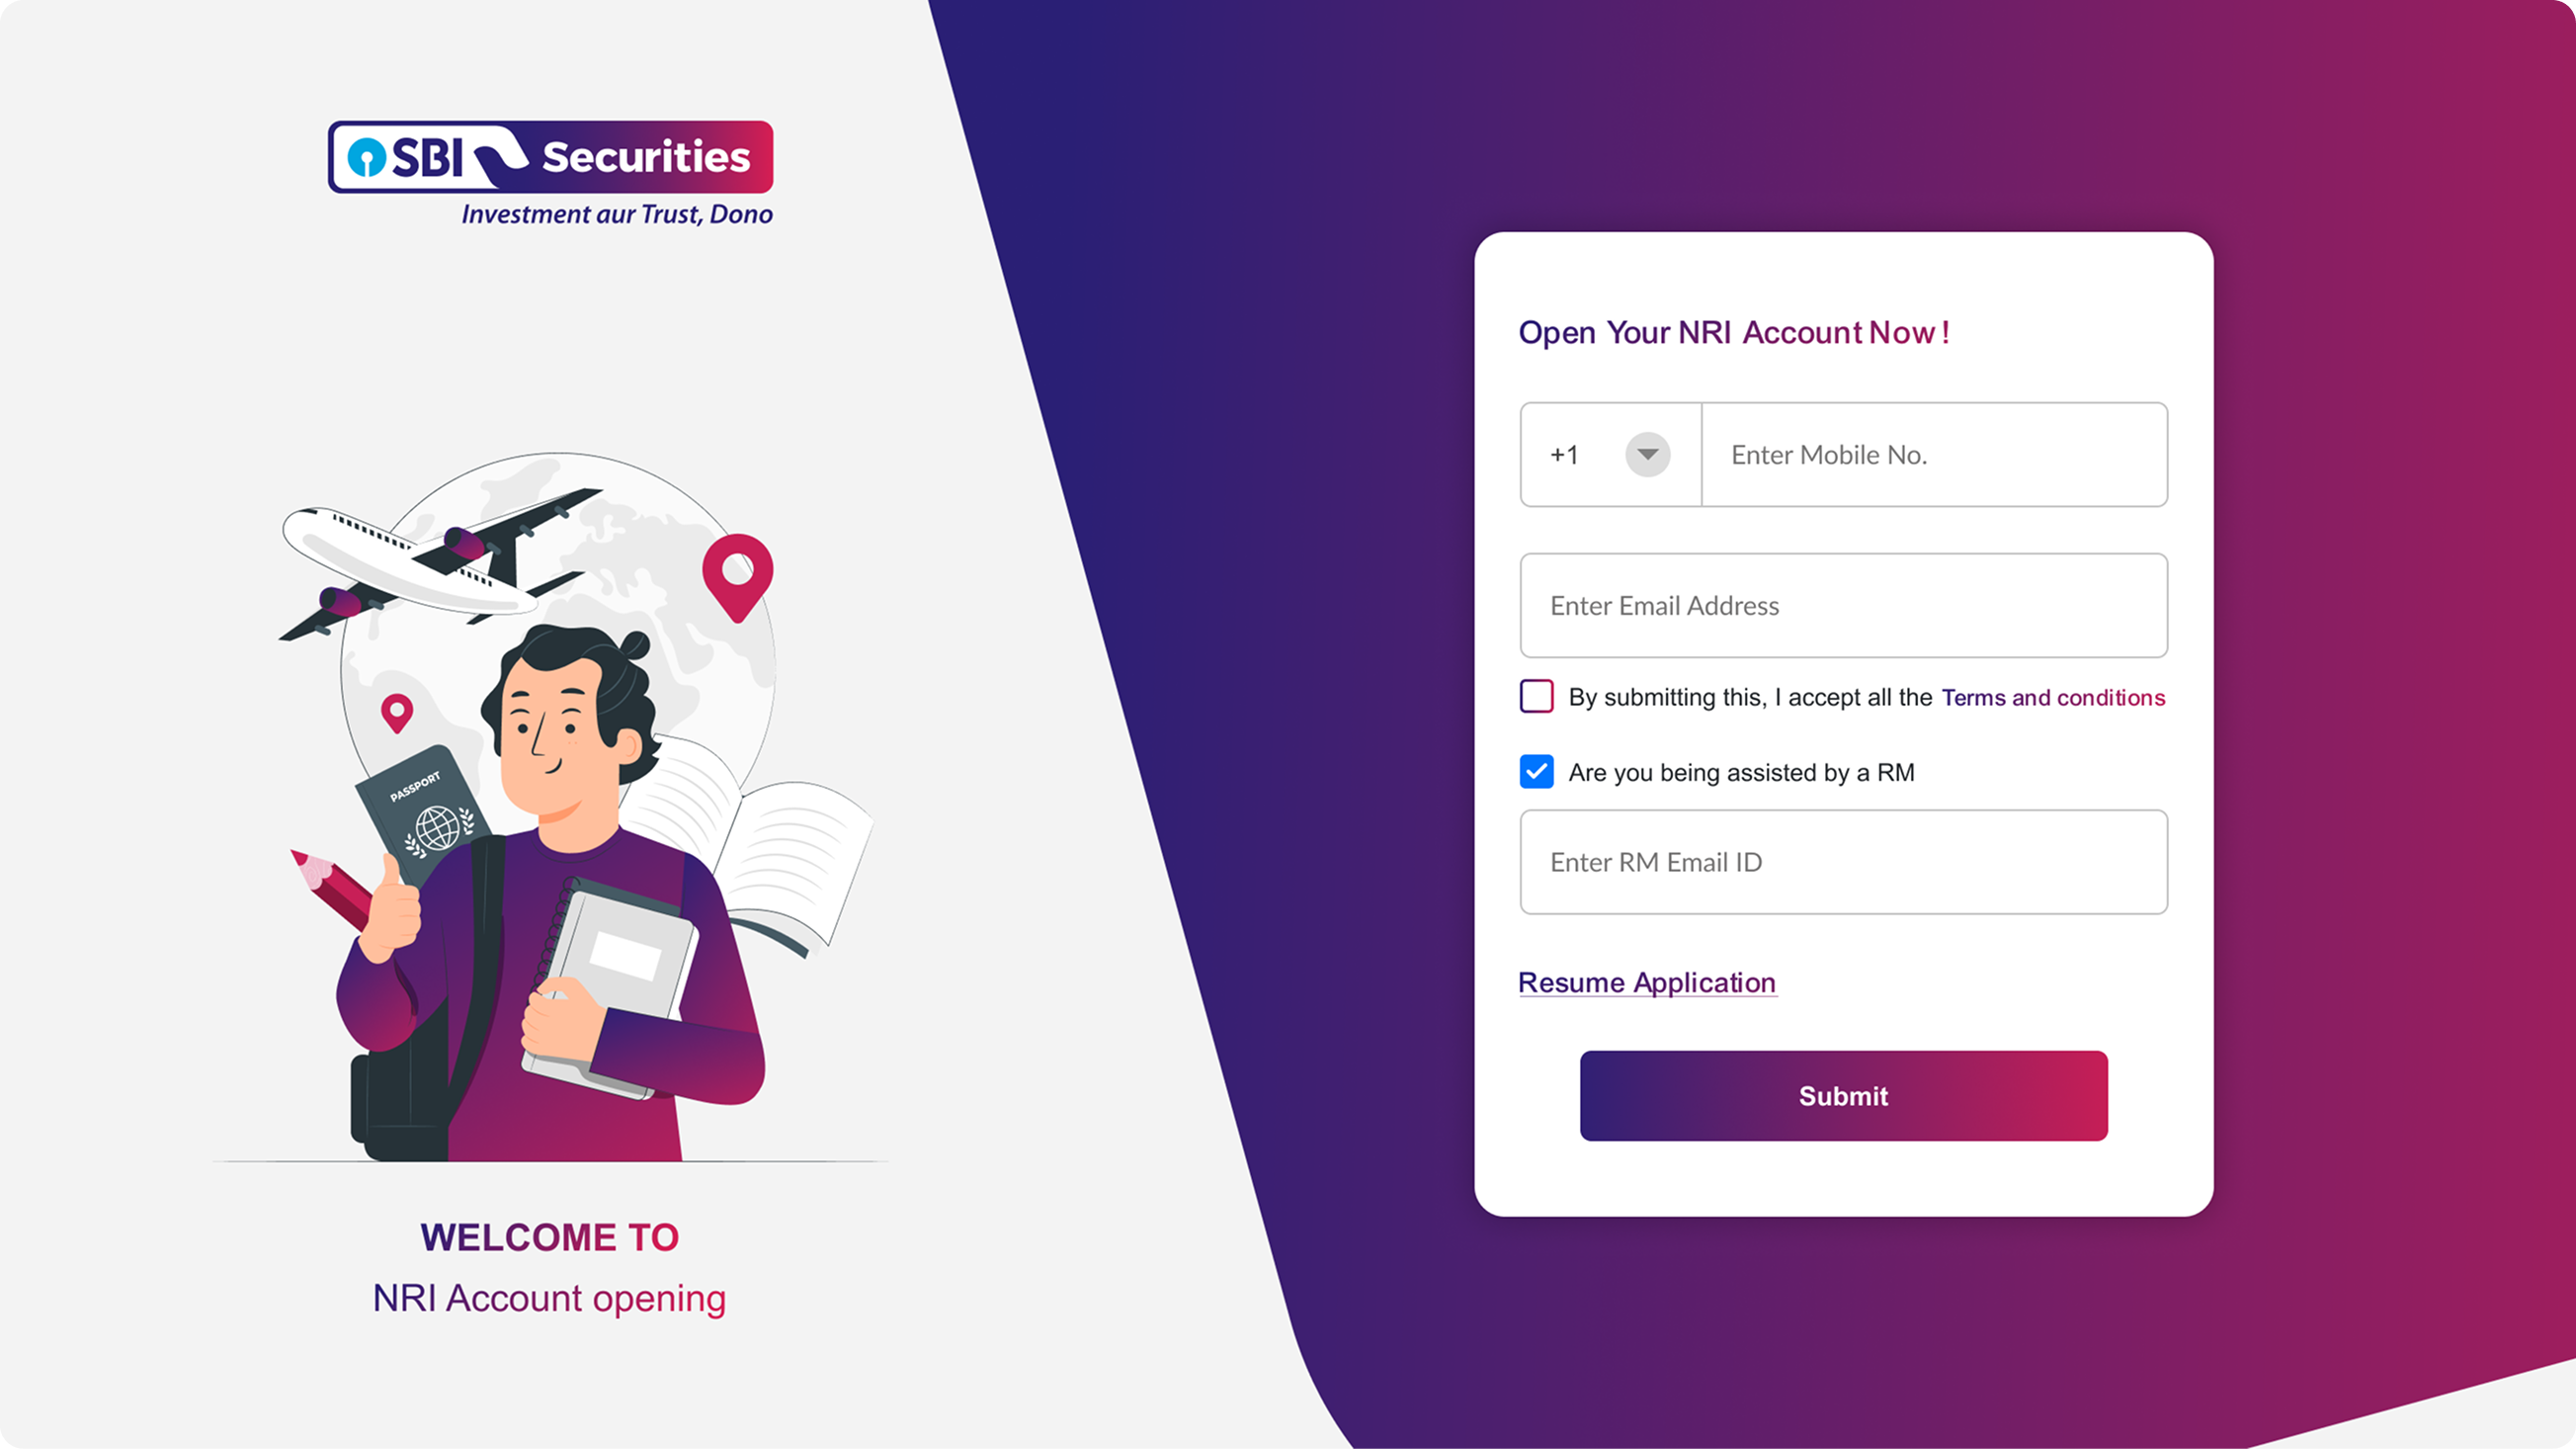 SBI Securities
Investment aur Trust, Dono
PASSPORT
WELCOME TO
NRI Account opening
Open Your NRI Account Now !
+1 Enter Mobile No.
Enter Email Address
By submitting this, I accept all the Terms and conditions
Are you being assisted by a RM
Enter RM Email ID
Resume Application
Submit